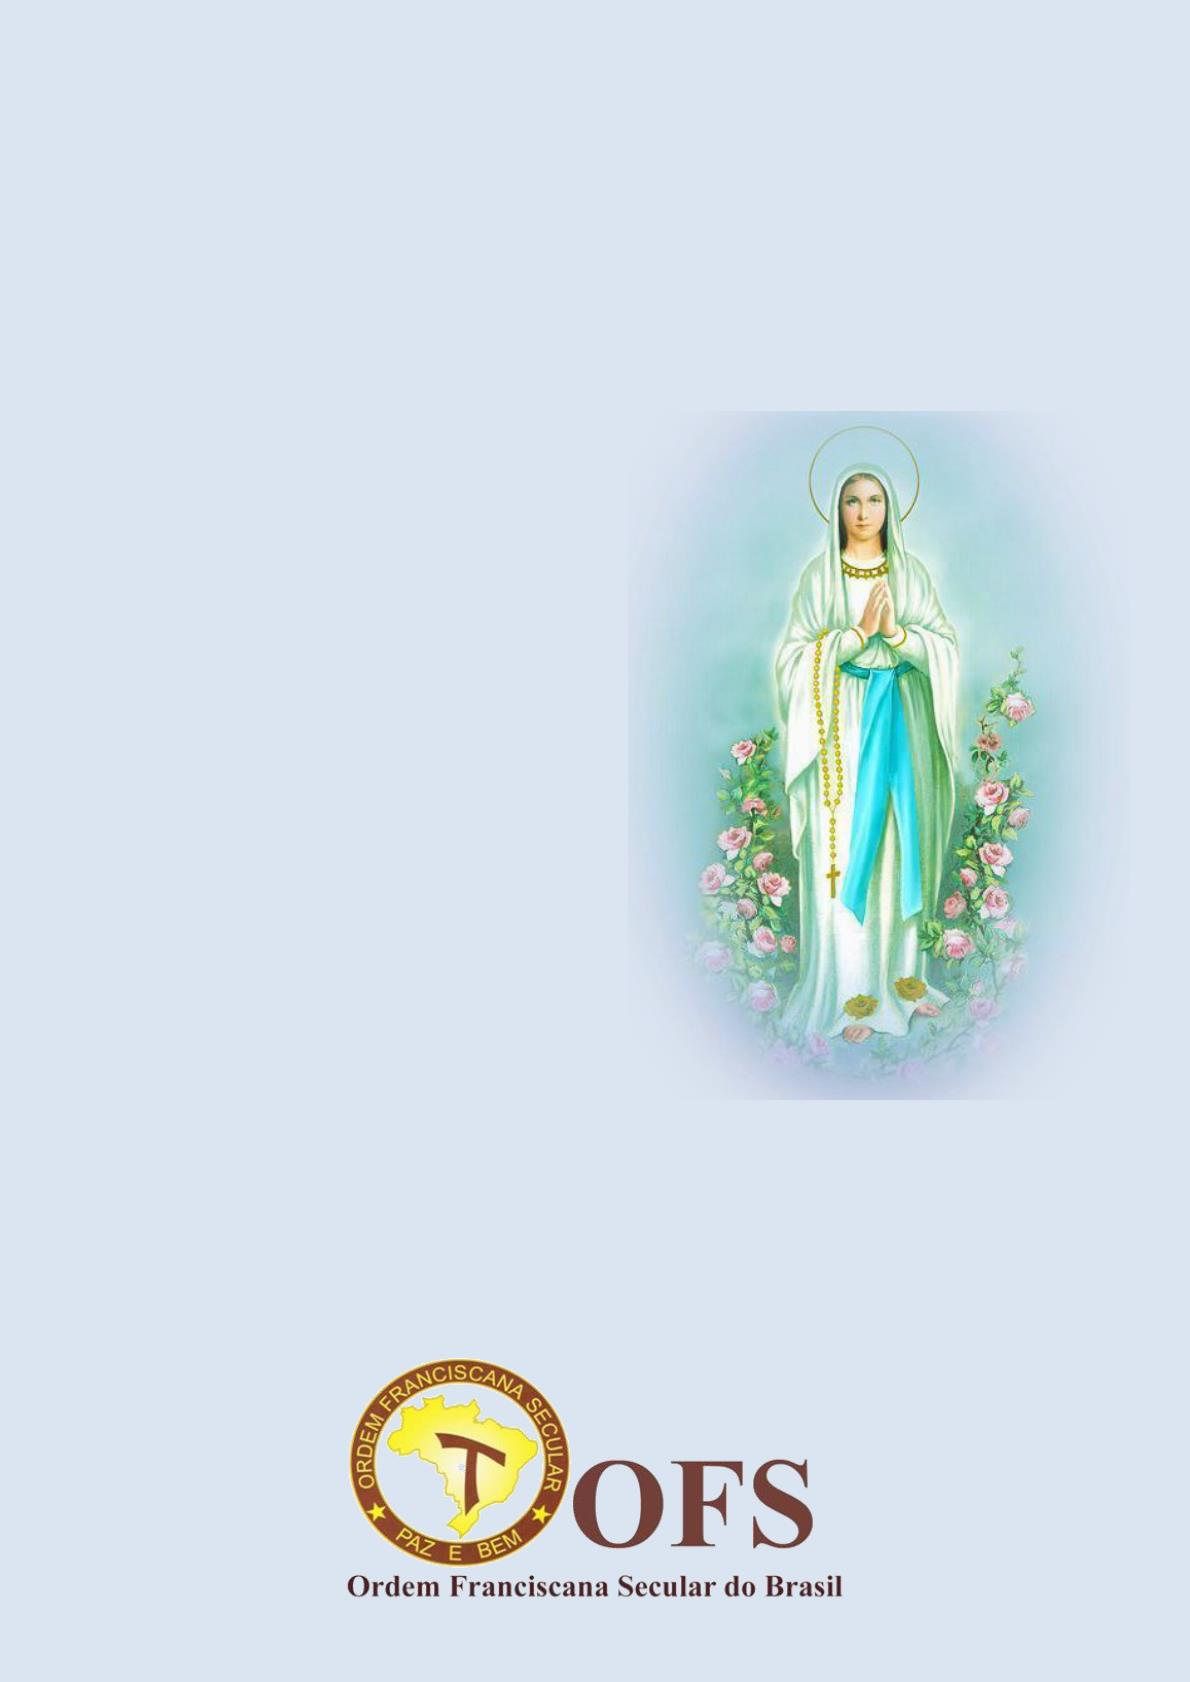 ORDEM FRANCISCANA SECULAR
PAZ E BEM
T OFS
Ordem Franciscana Secular do Brasil